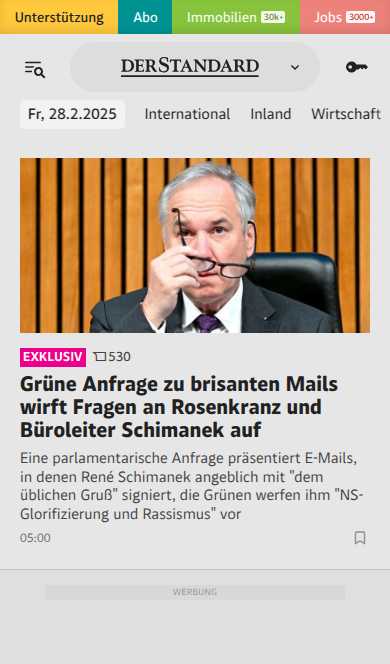 Unterstützung Abo Immobilien 30k+ Jobs 3000+
DERSTANDARD
Fr, 28.2.2025 International Inland Wirtschaft
EXKLUSIV 530
Grüne Anfrage zu brisanten Mails
wirft Fragen an Rosenkranz und
Büroleiter Schimanek auf
Eine parlamentarische Anfrage präsentiert E-Mails,
in denen René Schimanek angeblich mit "dem
üblichen Gruß" signiert, die Grünen werfen ihm "NS-
Glorifizierung und Rassismus" vor
05:00
WERBUNG